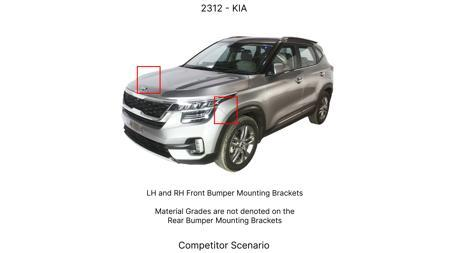 2312 - KIA
LH and RH Front Bumper Mounting Brackets
Material Grades are not denoted on the
Rear Bumper Mounting Brackets
Competitor Scenario